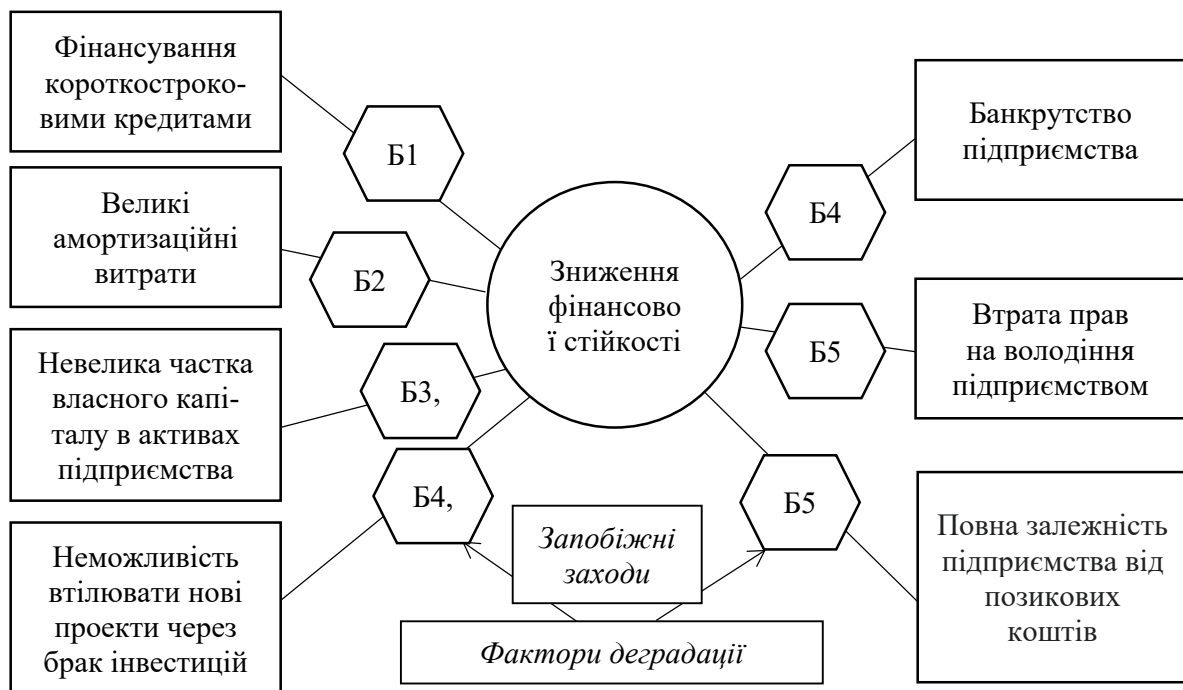 Фінансування
короткостроко-
вими кредитами
Б1
Великі
амортизаційні
витрати
Б2
Невелика частка
власного капі-
талу в активах
підприємства
Б3,
Неможливість
втілювати нові
проекти через
брак інвестицій
Б4,
Зниження
фінансово
ї стійкості
Банкрутство
підприємства
Б4
Втрата прав
на володіння
підприємством
Б5
Повна залежність
підприємства від
позикових
коштів
Б5
Запобіжні
заходи
Фактори деградації